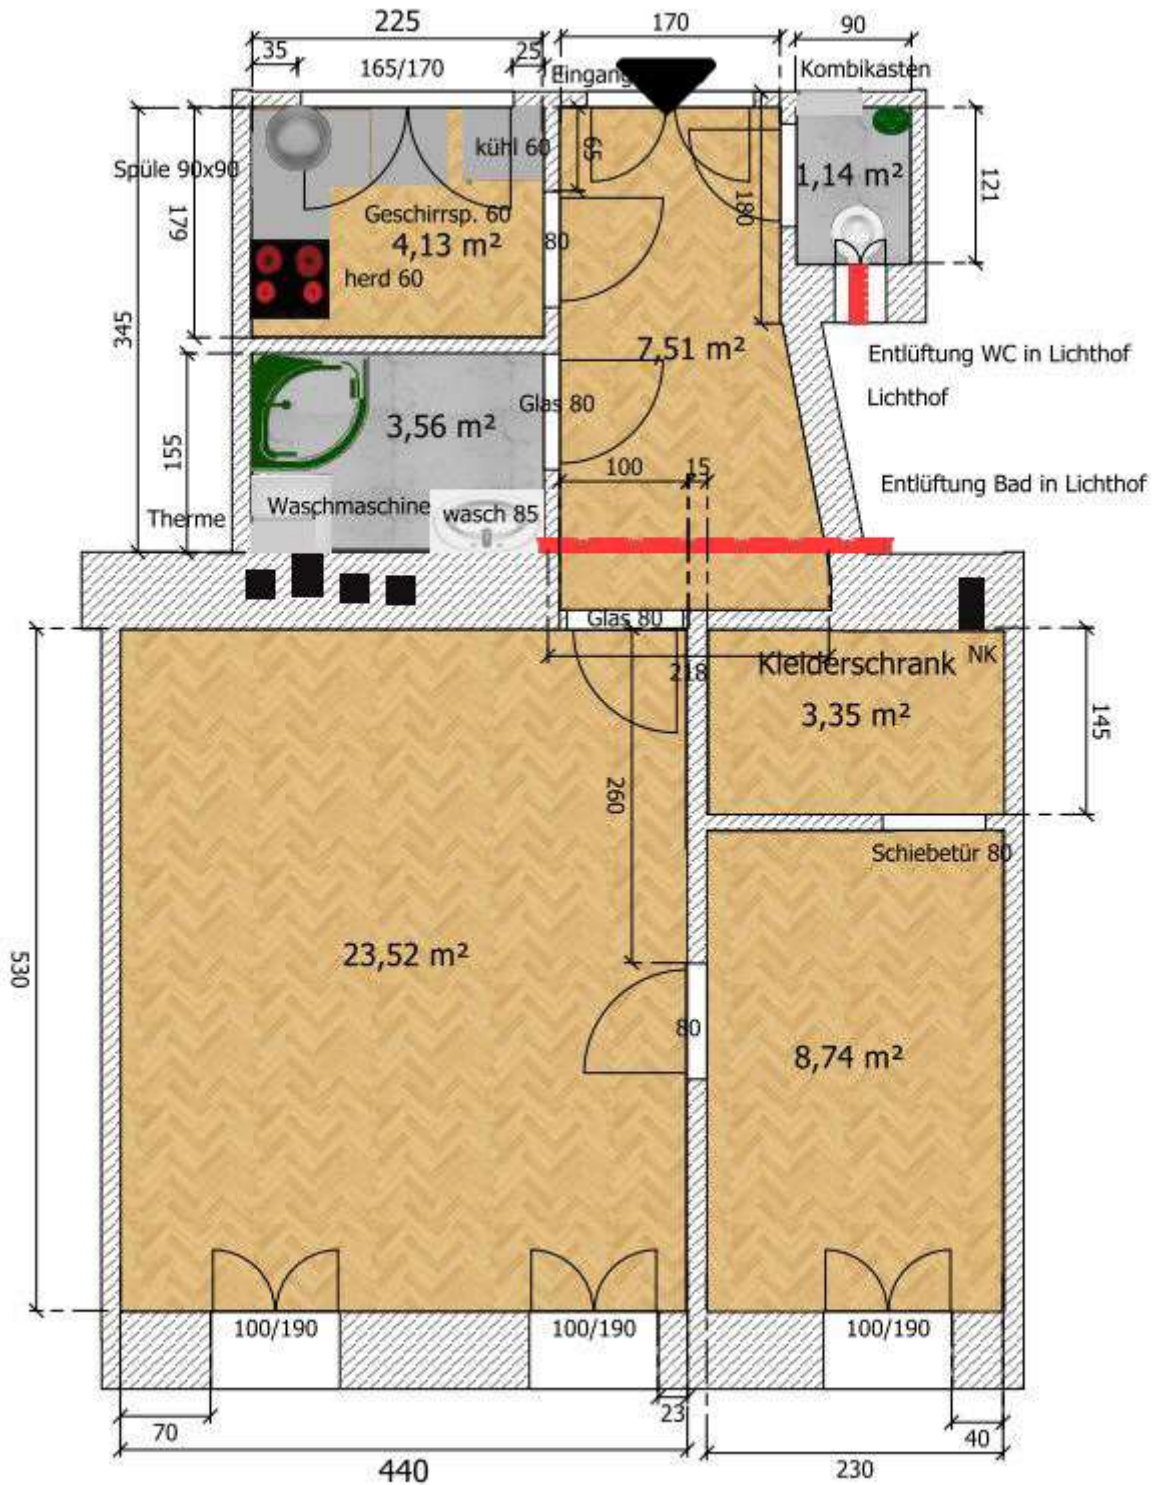 225
170
90
35
165/170
25
Eingang
Kombikasten
Spüle 90x90
kühl 60
65
180
1,14 m²
121
179
Geschirrsp. 60
4,13 m²
80
herd 60
345
7,51 m²
Entlüftung WC in Lichthof
Lichthof
Glas 80
3,56 m²
155
100
15
Entlüftung Bad in Lichthof
Waschmaschine
wasch 85
Therme
Glas 80
218
Kleiderschrank
NK
3,35 m²
145
260
Schiebetür 80
530
23,52 m²
80
8,74 m²
100/190
100/190
100/190
70
23
40
440
230